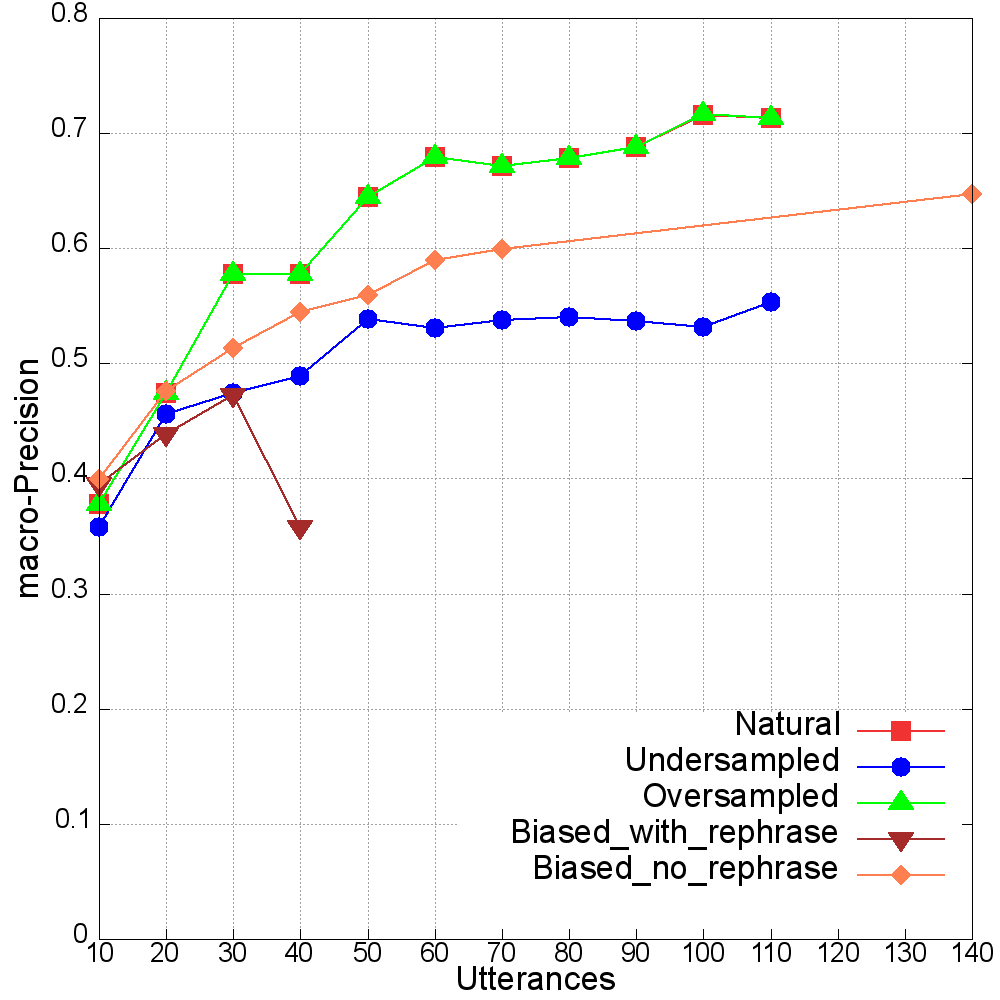 0.8
0.7
0.6
0.5
0.4
0.3
0.2
0.1
0
macro-Precision
Natural
Undersampled
Oversampled
Biased_with_rephrase
Biased_no_rephrase
10 20 30 40 50 60 70 80 90 100 110 120 130 140
Utterances